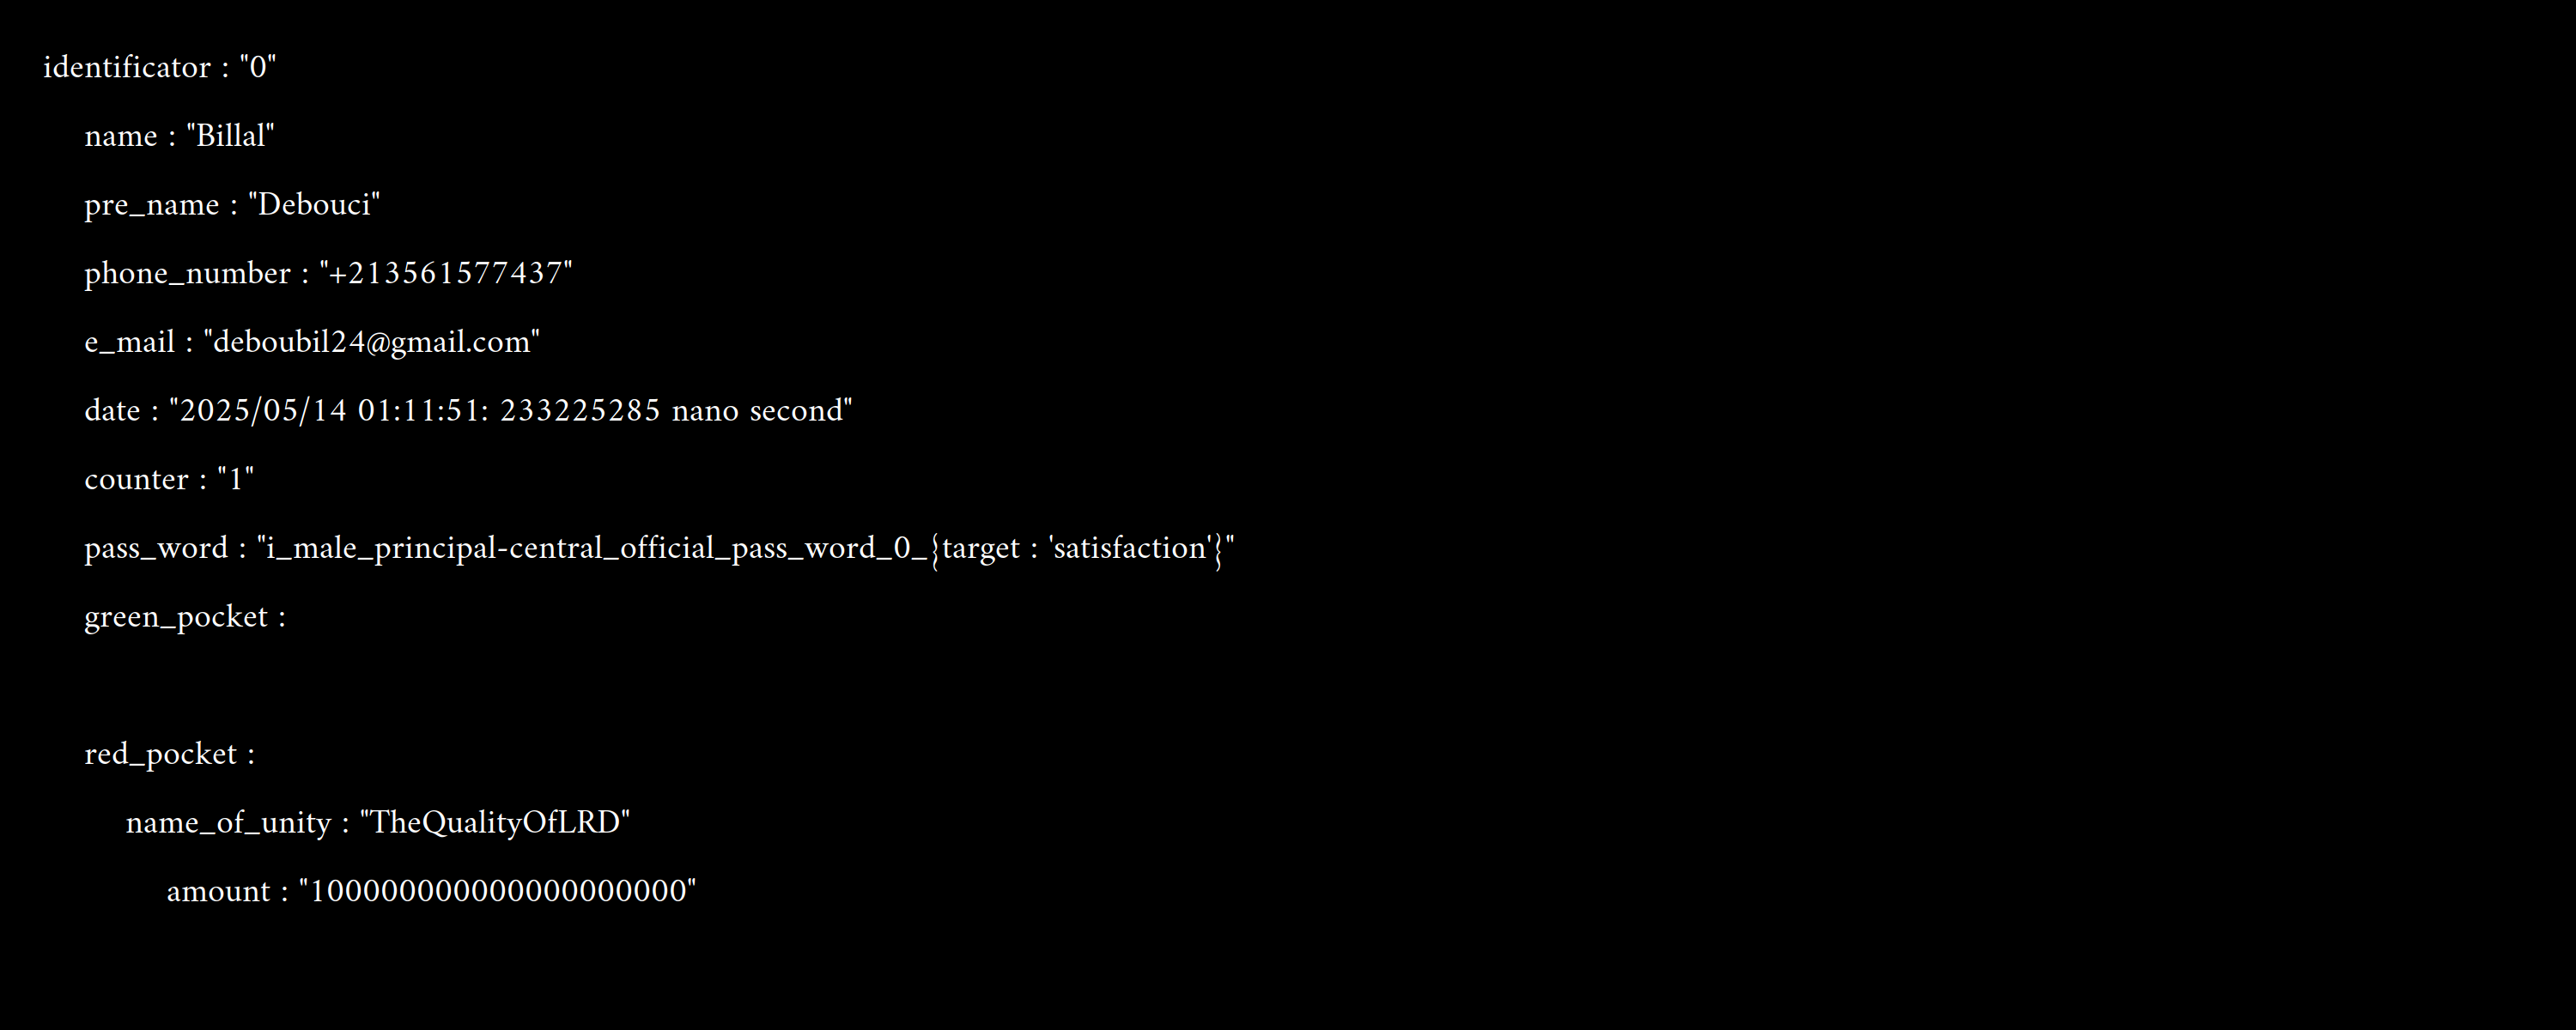 identificator : "0"
name : "Billal"
pre_name : "Debouci"
phone_number : "+213561577437"
e_mail : "deboubil24@gmail.com"
date : "2025/05/14 01:11:51: 233225285 nano second"
counter : "1"
pass_word : "i_male_principal-central_official_pass_word_0_{target : 'satisfaction'}"
green_pocket :
red_pocket :
name_of_unity : "TheQualityOfLRD"
amount : "100000000000000000000"